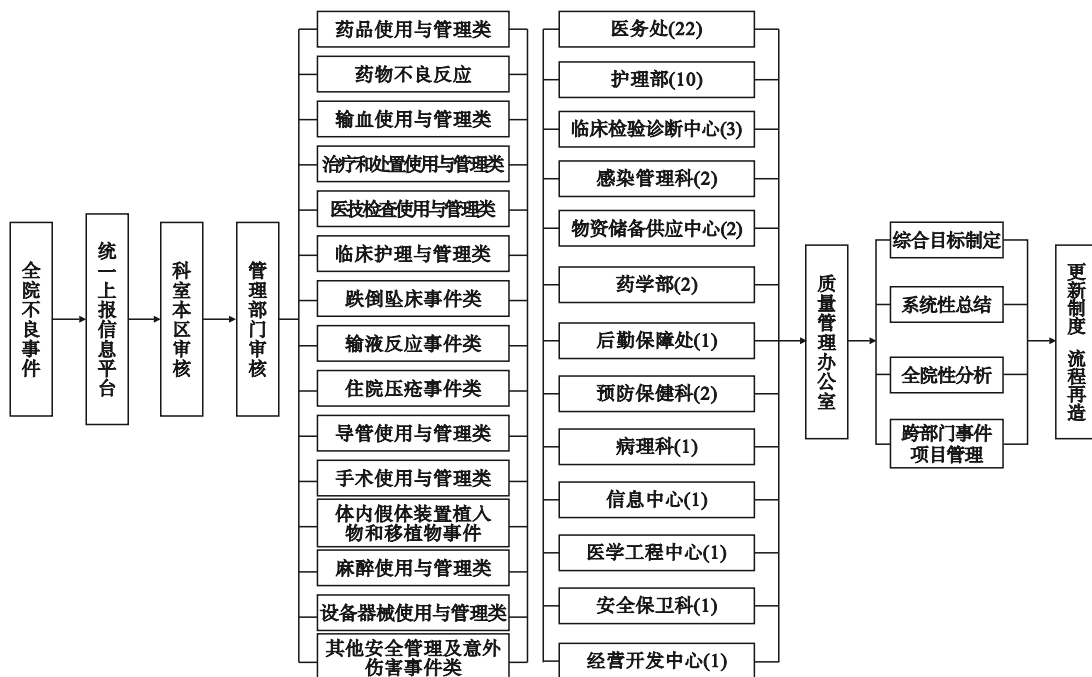 全院不良事件
统一上报信息平台
科室本区审核
管理部门审核
药品使用与管理类
药物不良反应
输血使用与管理类
治疗和处置使用与管理类
医技检查使用与管理类
临床护理与管理类
跌倒坠床事件类
输液反应事件类
住院压疮事件类
导管使用与管理类
手术使用与管理类
体内假体装置植入
物和移植物事件
麻醉使用与管理类
设备器械使用与管理类
其他安全管理及意外
伤害事件类
医务处(22)
护理部(10)
临床检验诊断中心(3)
感染管理科(2)
物资储备供应中心(2)
药学部(2)
后勤保障处(1)
预防保健科(2)
病理科(1)
信息中心(1)
医学工程中心(1)
安全保卫科(1)
经营开发中心(1)
质量管理办公室
综合目标制定
系统性总结
全院性分析
跨部门事件
项目管理
更新制度 流程再造